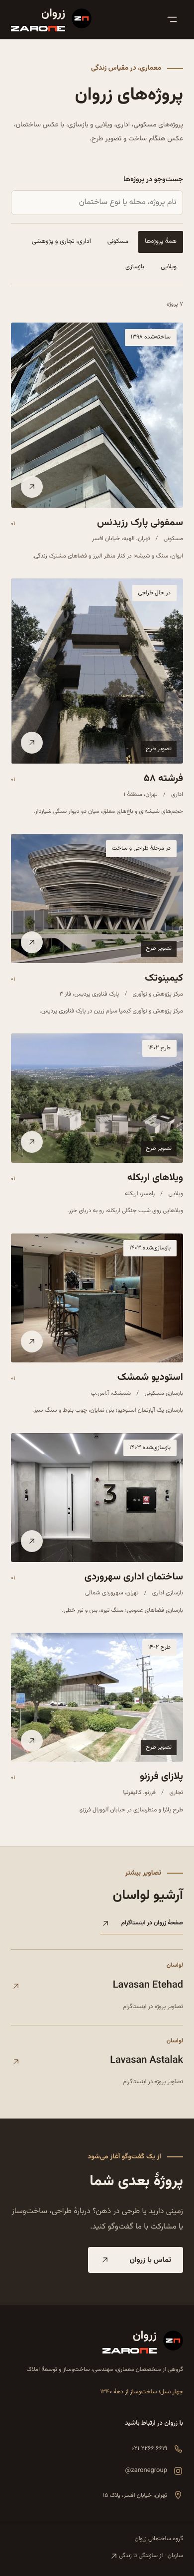 زروان
ZARONE
ZN
معماری، در مقیاس زندگی
پروژه‌های زروان
پروژه‌های مسکونی، اداری، ویلایی و بازسازی، با عکس ساختمان،
عکس هنگام ساخت و تصویر طرح.
جست‌وجو در پروژه‌ها
نام پروژه، محله یا نوع ساختمان
همهٔ پروژه‌ها
مسکونی
اداری، تجاری و پژوهشی
ویلایی
بازسازی
۷ پروژه
ساخته‌شده ۱۳۹۸
سمفونی پارک رزیدنس
۰۱
مسکونی / تهران، الهیه، خیابان افسر
ایوان، سنگ و شیشه؛ در کنار منظر البرز و فضاهای مشترک زندگی.
در حال طراحی
تصویر طرح
فرشته ۵۸
۰۱
اداری / تهران، منطقهٔ ۱
حجم‌های شیشه‌ای و باغ‌های معلق، میان دو دیوار سنگی شیاردار.
در مرحلهٔ طراحی و ساخت
تصویر طرح
کیمینوتک
۰۱
مرکز پژوهش و نوآوری / پارک فناوری پردیس، فاز ۳
مرکز پژوهش و نوآوری کیمیا سرام زرین در پارک فناوری پردیس.
طرح ۱۴۰۲
تصویر طرح
ویلاهای اربکله
۰۱
ویلایی / رامسر، اربکله
ویلاهایی روی شیب جنگلی اربکله، رو به دریای خزر.
بازسازی‌شده ۱۴۰۳
استودیو شمشک
۰۱
بازسازی مسکونی / شمشک، آ.اس.پ
بازسازی یک آپارتمان استودیو؛ بتن نمایان، چوب بلوط و سنگ سبز.
بازسازی‌شده ۱۴۰۳
3
ساختمان اداری سهروردی
۰۱
بازسازی اداری / تهران، سهروردی شمالی
بازسازی فضاهای عمومی؛ سنگ تیره، بتن و نور خطی.
طرح ۱۴۰۲
تصویر طرح
پلازای فرزنو
۰۱
تجاری / فرزنو، کالیفرنیا
طرح پلازا و منظرسازی در خیابان آلوویال فرزنو.
تصاویر بیشتر
آرشیو لواسان
صفحهٔ زروان در اینستاگرام
لواسان
Lavasan Etehad
تصاویر پروژه در اینستاگرام
لواسان
Lavasan Astalak
تصاویر پروژه در اینستاگرام
از یک گفت‌وگو آغاز می‌شود
پروژهٔ بعدی شما
زمینی دارید یا طرحی در ذهن؟ دربارهٔ طراحی، ساخت‌وساز
یا مشارکت با ما گفت‌وگو کنید.
تماس با زروان
زروان
ZARONE
ZN
گروهی از متخصصان معماری، مهندسی، ساخت‌وساز و توسعهٔ املاک
چهار نسل؛ ساخت‌وساز از دههٔ ۱۳۴۰
با زروان در ارتباط باشید
۰۲۱ ۲۲۶۶ ۶۶۱۹
@zaronegroup
تهران، خیابان افسر، پلاک ۱۵
گروه ساختمانی زروان
سازیان · از سازندگی تا زندگی